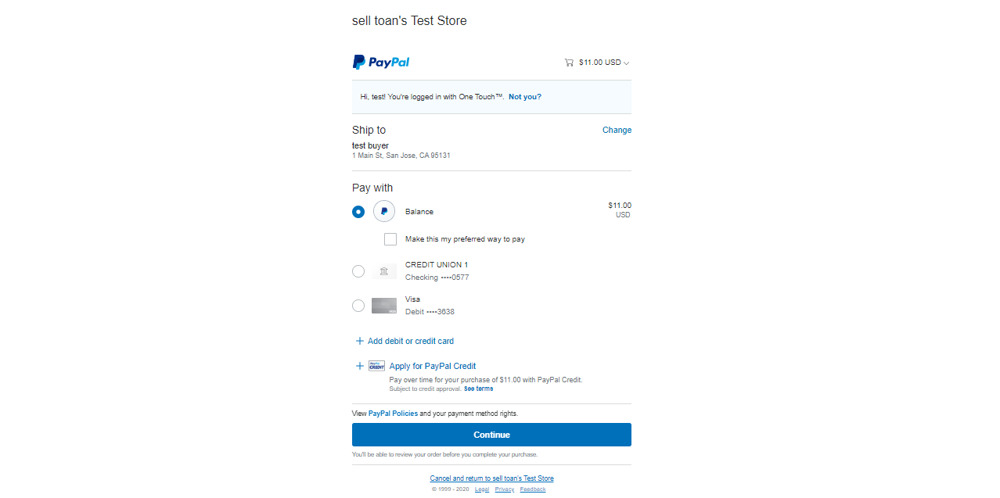 sell toan's Test Store
PayPal
$11.00 USD
Hi, test! You're logged in with One Touch™. Not you?
Ship to
Change
test buyer
1 Main St, San Jose, CA 95131
Pay with
Balance
$11.00
USD
Make this my preferred way to pay
CREDIT UNION 1
Checking ••••0577
Visa
Debit ••••3638
VISA
Add debit or credit card
PayPal
CREDIT
Apply for PayPal Credit
Pay over time for your purchase of $11.00 with PayPal Credit.
Subject to credit approval. See terms
View PayPal Policies and your payment method rights.
Continue
You'll be able to review your order before you complete your purchase.
Cancel and return to sell toan's Test Store
© 1999 - 2020 Legal Privacy Feedback